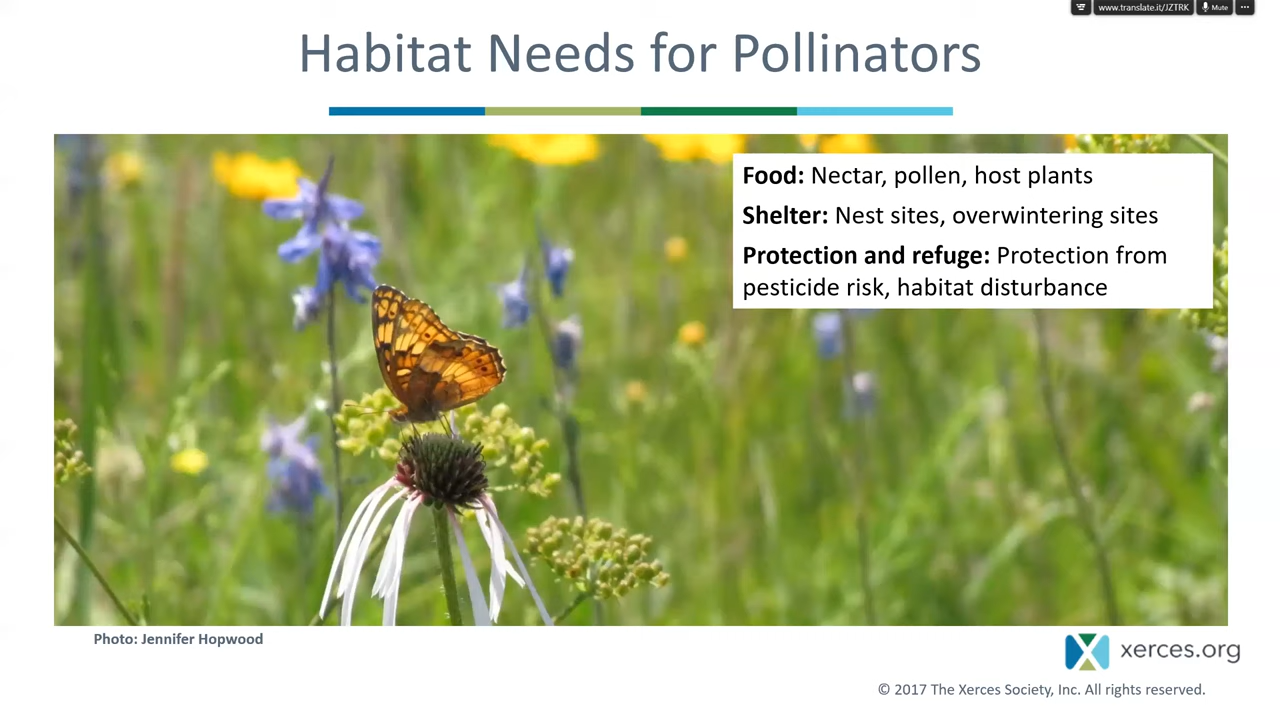 www.translate.it/JZTRK
Mute
Habitat Needs for Pollinators
Food: Nectar, pollen, host plants
Shelter: Nest sites, overwintering sites
Protection and refuge: Protection from
pesticide risk, habitat disturbance
Photo: Jennifer Hopwood
xerces.org
© 2017 The Xerces Society, Inc. All rights reserved.